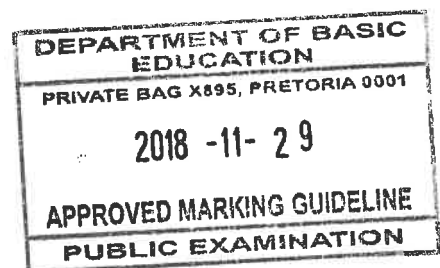 DEPARTMENT OF BASIC
EDUCATION
PRIVATE BAG X895, PRETORIA 0001
2018 -11- 29
APPROVED MARKING GUIDELINE
PUBLIC EXAMINATION